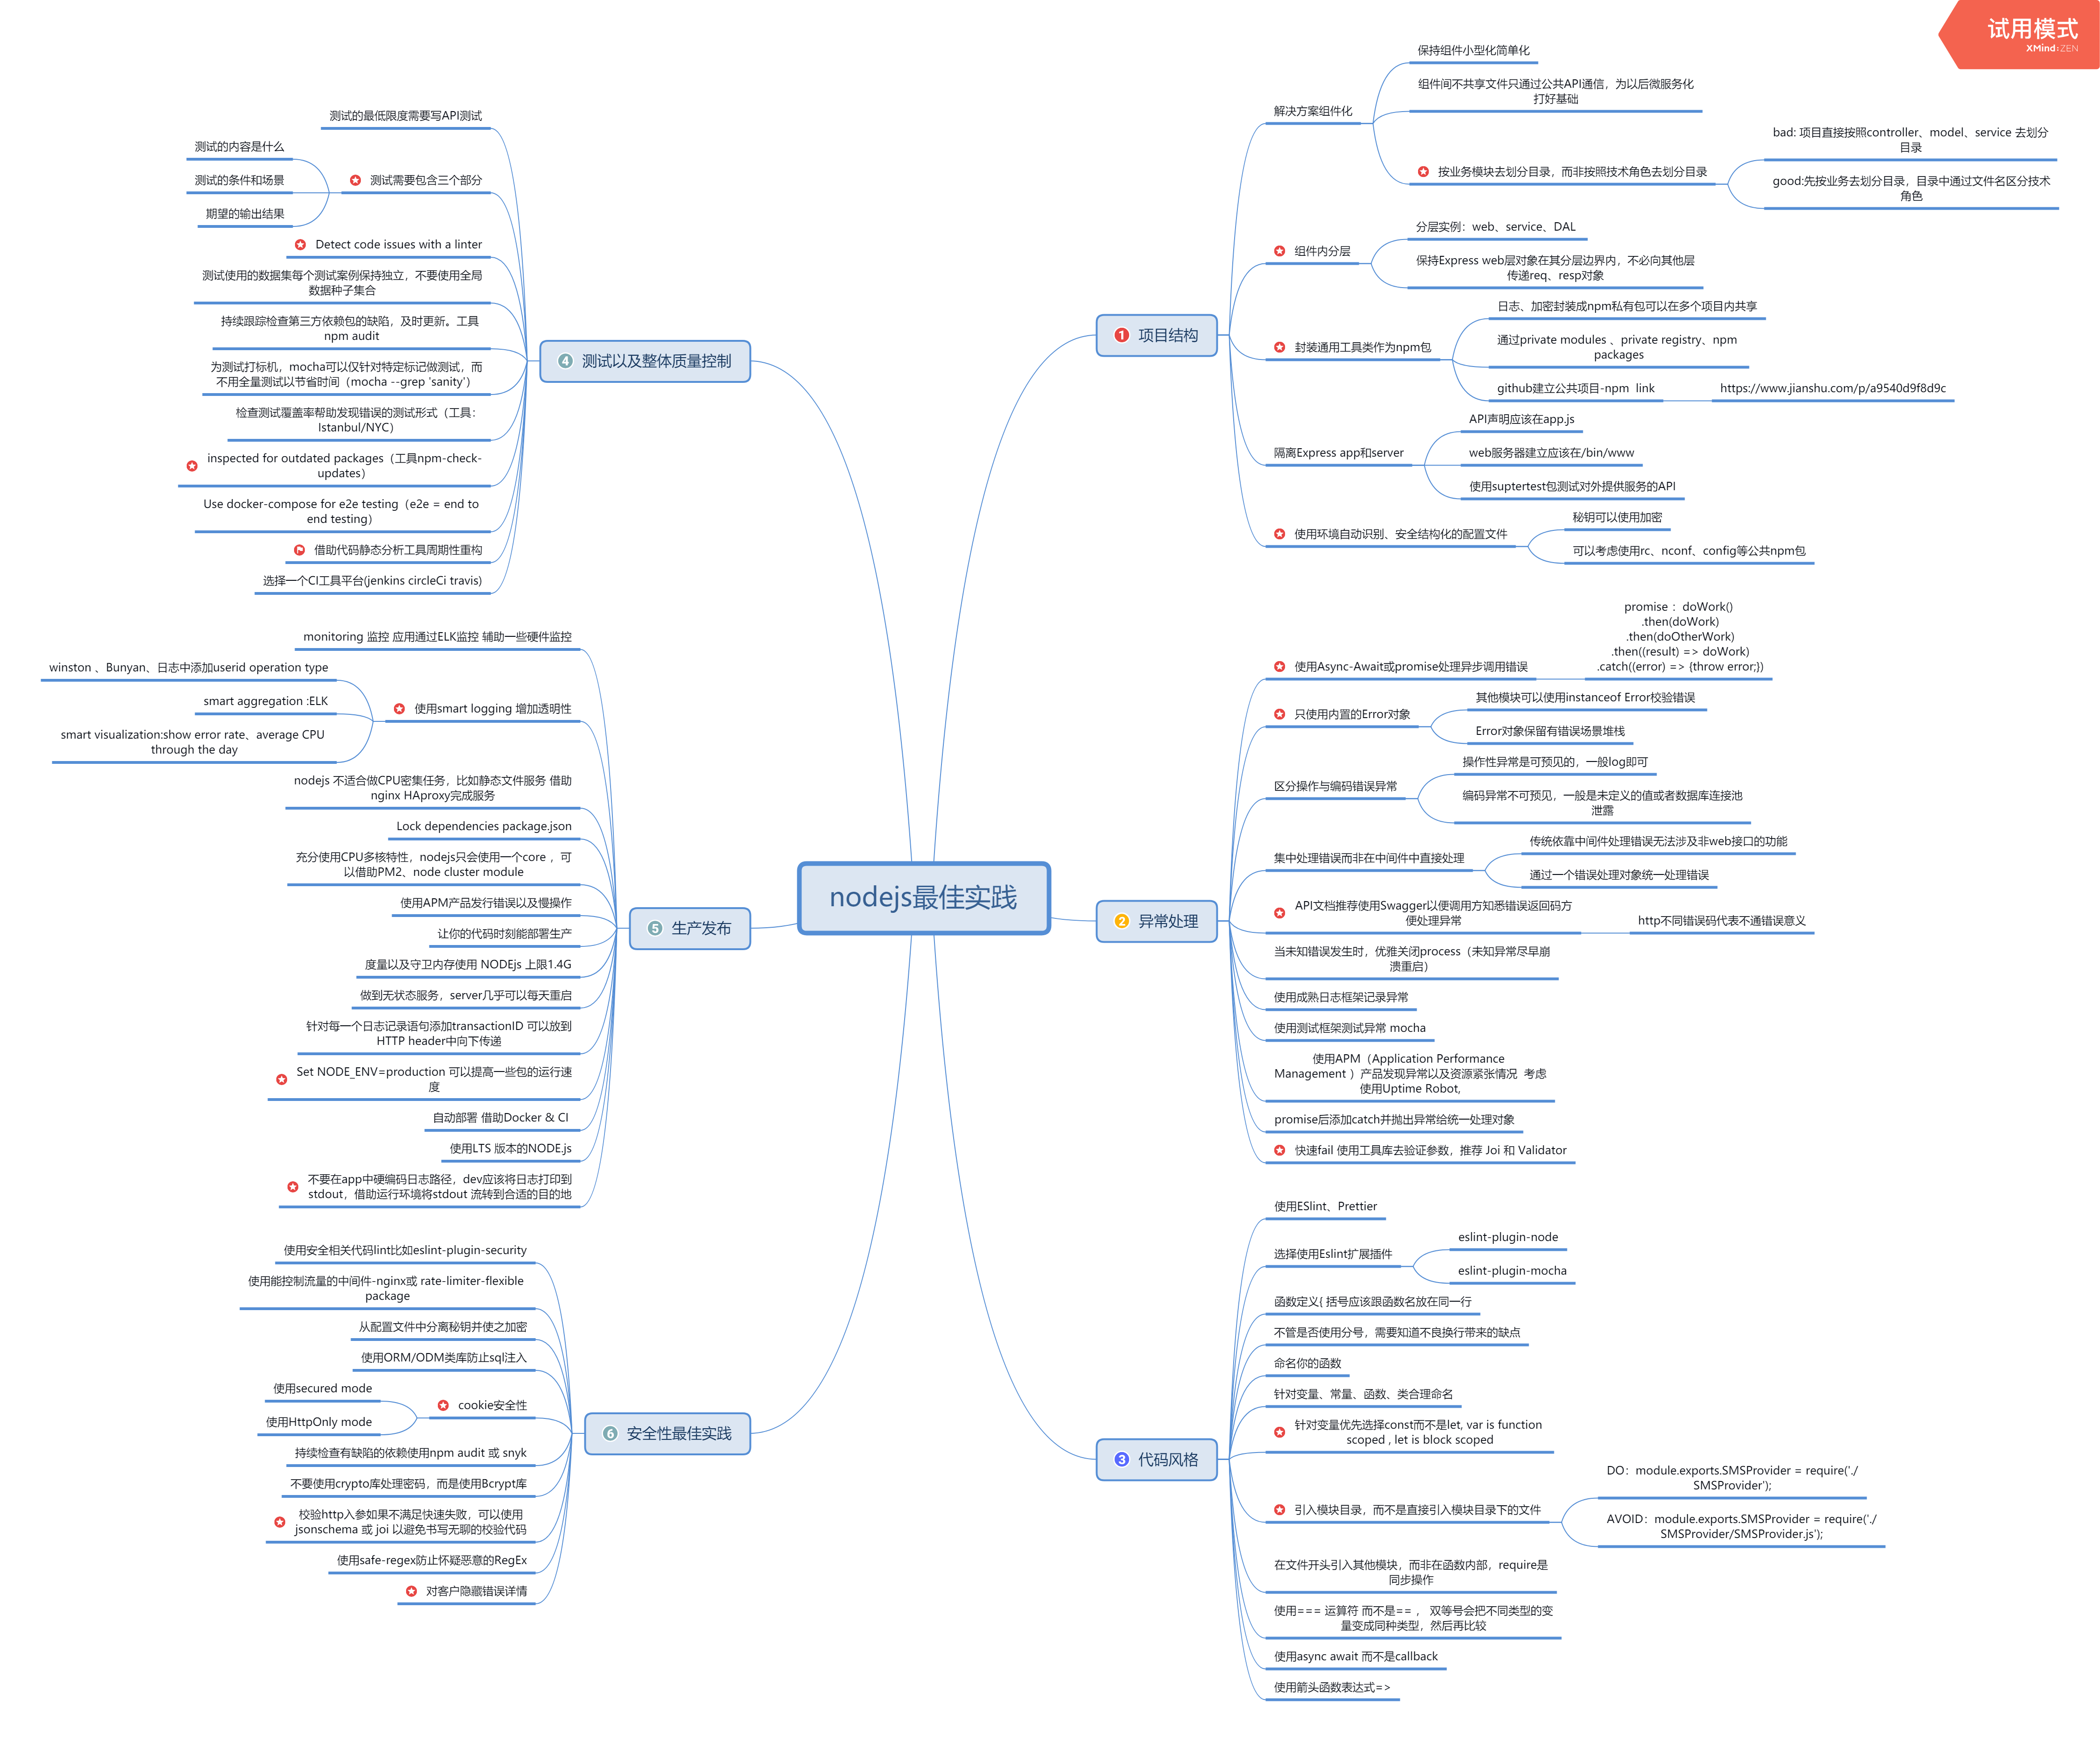 试用模式
XMind:ZEN
nodejs最佳实践
1 项目结构
解决方案组件化
保持组件小型化简单化
组件间不共享文件只通过公共API通信，为以后微服务化
打好基础
按业务模块去划分目录，而非按照技术角色去划分目录
bad: 项目直接按照controller、model、service 去划分
目录
good:先按业务去划分目录，目录中通过文件名区分技术
角色
组件内分层
分层实例：web、service、DAL
保持Express web层对象在其分层边界内，不必向其他层
传递req、resp对象
封装通用工具类作为npm包
日志、加密封装成npm私有包可以在多个项目内共享
通过private modules 、private registry、npm
packages
github建立公共项目-npm  link
https://www.jianshu.com/p/a9540d9f8d9c
隔离Express app和server
API声明应该在app.js
web服务器建立应该在/bin/www
使用suptertest包测试对外提供服务的API
使用环境自动识别、安全结构化的配置文件
秘钥可以使用加密
可以考虑使用rc、nconf、config等公共npm包
2 异常处理
使用Async-Await或promise处理异步调用错误
promise ：doWork()
.then(doWork)
.then(doOtherWork)
.then((result) => doWork)
.catch((error) => {throw error;})
只使用内置的Error对象
其他模块可以使用instanceof Error校验错误
Error对象保留有错误场景堆栈
区分操作与编码错误异常
操作性异常是可预见的，一般log即可
编码异常不可预见，一般是未定义的值或者数据库连接池
泄露
集中处理错误而非在中间件中直接处理
传统依靠中间件处理错误无法涉及非web接口的功能
通过一个错误处理对象统一处理错误
API文档推荐使用Swagger以便调用方知悉错误返回码方
便处理异常
http不同错误码代表不通错误意义
当未知错误发生时，优雅关闭process（未知异常尽早崩
溃重启）
使用成熟日志框架记录异常
使用测试框架测试异常 mocha
使用APM（Application Performance
Management ）产品发现异常以及资源紧张情况  考虑
使用Uptime Robot,
promise后添加catch并抛出异常给统一处理对象
快速fail 使用工具库去验证参数，推荐 Joi 和 Validator
3 代码风格
使用ESlint、Prettier
选择使用Eslint扩展插件
eslint-plugin-node
eslint-plugin-mocha
函数定义{ 括号应该跟函数名放在同一行
不管是否使用分号，需要知道不良换行带来的缺点
命名你的函数
针对变量、常量、函数、类合理命名
针对变量优先选择const而不是let, var is function
scoped , let is block scoped
引入模块目录，而不是直接引入模块目录下的文件
DO：module.exports.SMSProvider = require('./
SMSProvider');
AVOID：module.exports.SMSProvider = require('./
SMSProvider/SMSProvider.js');
在文件开头引入其他模块，而非在函数内部，require是
同步操作
使用=== 运算符 而不是== ， 双等号会把不同类型的变
量变成同种类型，然后再比较
使用async await 而不是callback
使用箭头函数表达式=>
4 测试以及整体质量控制
测试的最低限度需要写API测试
测试需要包含三个部分
测试的内容是什么
测试的条件和场景
期望的输出结果
Detect code issues with a linter
测试使用的数据集每个测试案例保持独立，不要使用全局
数据种子集合
持续跟踪检查第三方依赖包的缺陷，及时更新。工具
npm audit
为测试打标机，mocha可以仅针对特定标记做测试，而
不用全量测试以节省时间（mocha --grep 'sanity'）
检查测试覆盖率帮助发现错误的测试形式（工具：
Istanbul/NYC）
inspected for outdated packages（工具npm-check-
updates）
Use docker-compose for e2e testing（e2e = end to
end testing）
借助代码静态分析工具周期性重构
选择一个CI工具平台(jenkins circleCi travis)
5 生产发布
monitoring 监控 应用通过ELK监控 辅助一些硬件监控
使用smart logging 增加透明性
winston 、Bunyan、日志中添加userid operation type
smart aggregation :ELK
smart visualization:show error rate、average CPU
through the day
nodejs 不适合做CPU密集任务，比如静态文件服务 借助
nginx HAproxy完成服务
Lock dependencies package.json
充分使用CPU多核特性，nodejs只会使用一个core ，可
以借助PM2、node cluster module
使用APM产品发行错误以及慢操作
让你的代码时刻能部署生产
度量以及守卫内存使用 NODEjs 上限1.4G
做到无状态服务，server几乎可以每天重启
针对每一个日志记录语句添加transactionID 可以放到
HTTP header中向下传递
Set NODE_ENV=production 可以提高一些包的运行速
度
自动部署 借助Docker & CI
使用LTS 版本的NODE.js
不要在app中硬编码日志路径，dev应该将日志打印到
stdout，借助运行环境将stdout 流转到合适的目的地
6 安全性最佳实践
使用安全相关代码lint比如eslint-plugin-security
使用能控制流量的中间件-nginx或 rate-limiter-flexible
package
从配置文件中分离秘钥并使之加密
使用ORM/ODM类库防止sql注入
cookie安全性
使用secured mode
使用HttpOnly mode
持续检查有缺陷的依赖使用npm audit 或 snyk
不要使用crypto库处理密码，而是使用Bcrypt库
校验http入参如果不满足快速失败，可以使用
jsonschema 或 joi 以避免书写无聊的校验代码
使用safe-regex防止怀疑恶意的RegEx
对客户隐藏错误详情